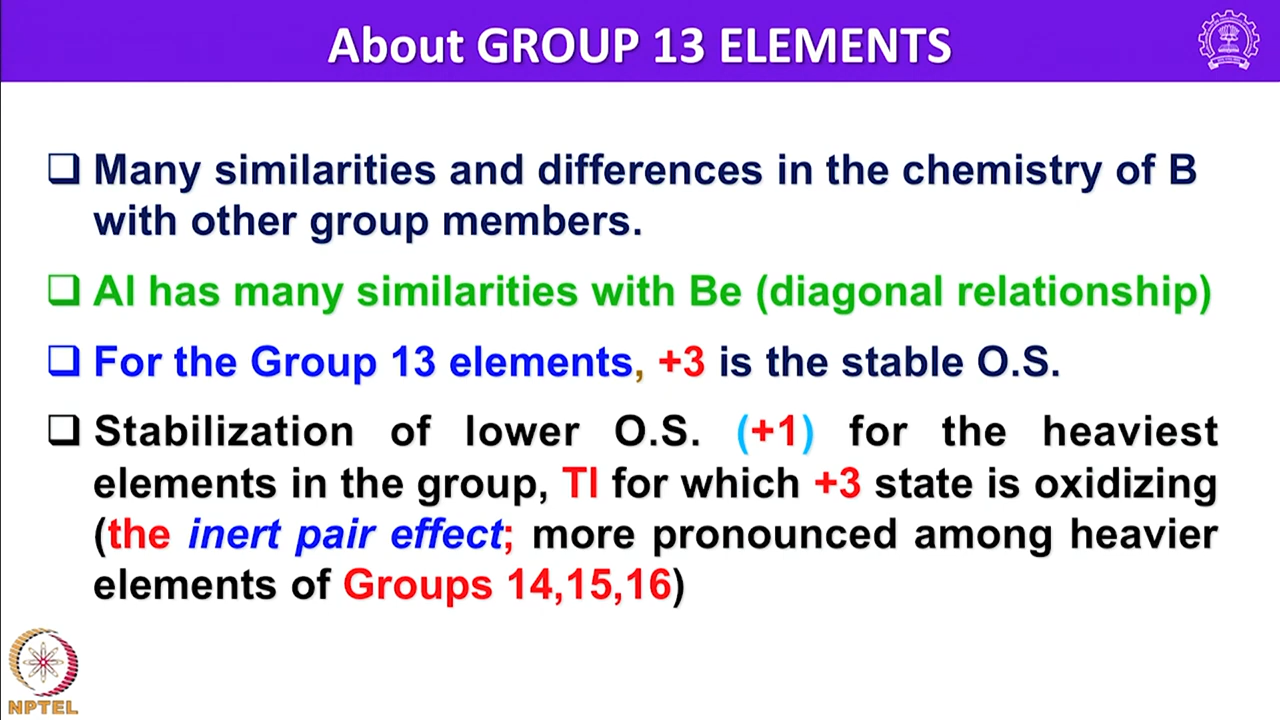 About GROUP 13 ELEMENTS
❑ Many similarities and differences in the chemistry of B
with other group members.
❑ Al has many similarities with Be (diagonal relationship)
❑ For the Group 13 elements, +3 is the stable O.S.
❑ Stabilization of lower O.S. (+1) for the heaviest
elements in the group, Tl for which +3 state is oxidizing
(the inert pair effect; more pronounced among heavier
elements of Groups 14,15,16)
NPTEL